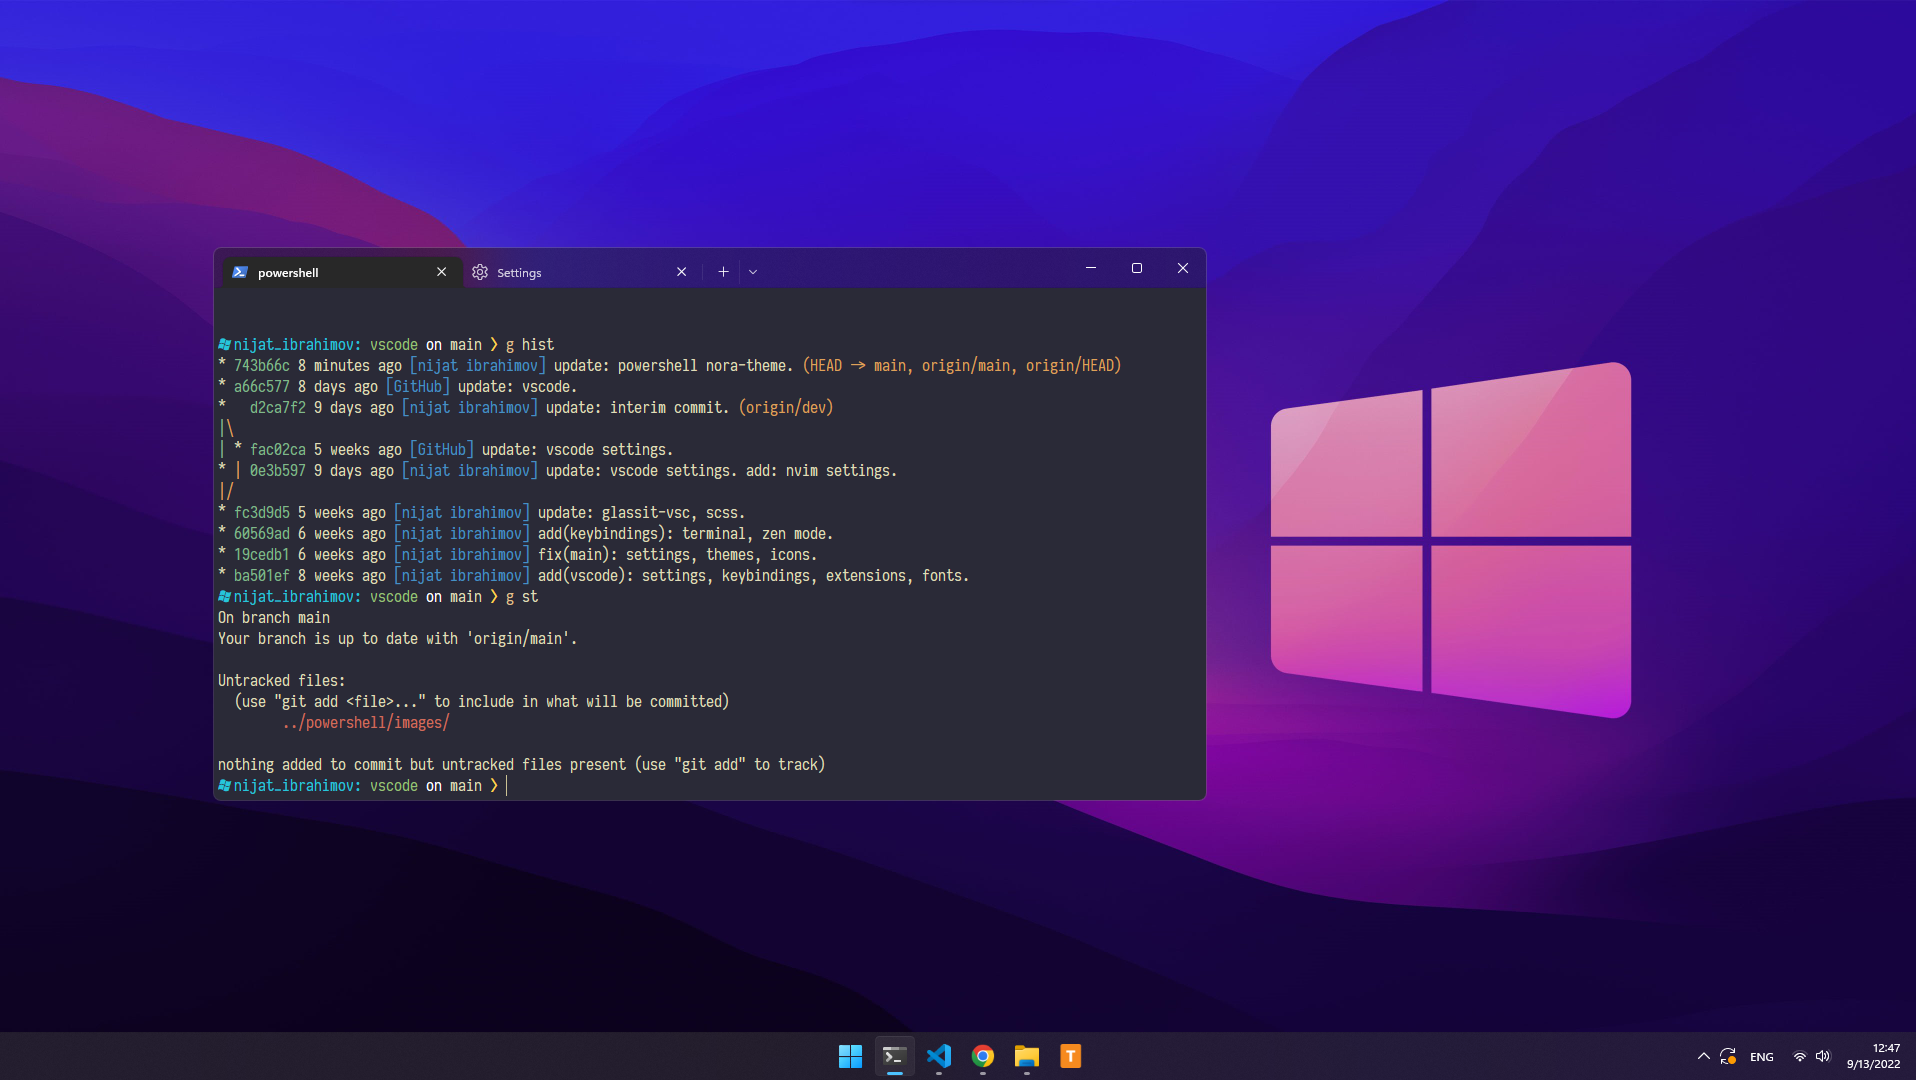 powershell
Settings
nijat_ibrahimov: vscode on main ❯ g hist
* 743b66c 8 minutes ago [nijat ibrahimov] update: powershell nora-theme. (HEAD -> main, origin/main, origin/HEAD)
* a66c577 8 days ago [GitHub] update: vscode.
*   d2ca7f2 9 days ago [nijat ibrahimov] update: interim commit. (origin/dev)
|\
| * fac02ca 5 weeks ago [GitHub] update: vscode settings.
* | 0e3b597 9 days ago [nijat ibrahimov] update: vscode settings. add: nvim settings.
|/
* fc3d9d5 5 weeks ago [nijat ibrahimov] update: glassit-vsc, scss.
* 60569ad 6 weeks ago [nijat ibrahimov] add(keybindings): terminal, zen mode.
* 19cedb1 6 weeks ago [nijat ibrahimov] fix(main): settings, themes, icons.
* ba501ef 8 weeks ago [nijat ibrahimov] add(vscode): settings, keybindings, extensions, fonts.
nijat_ibrahimov: vscode on main ❯ g st
On branch main
Your branch is up to date with 'origin/main'.
Untracked files:
  (use "git add <file>..." to include in what will be committed)
        ../powershell/images/
nothing added to commit but untracked files present (use "git add" to track)
nijat_ibrahimov: vscode on main ❯
T
ENG
12:47
9/13/2022